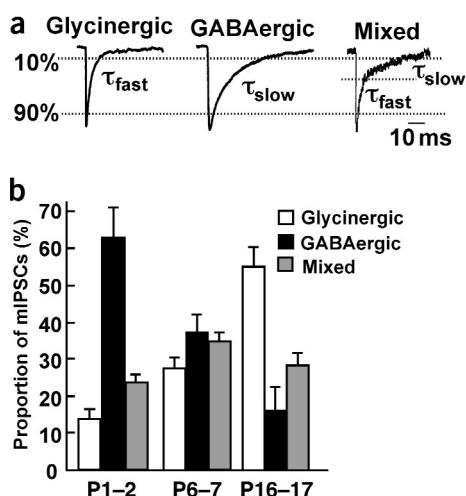 a
Glycinergic GABAergic Mixed
10%
τfast τslow τslow
τfast
90%
10 ms
b
Proportion of mIPSCs (%)
70
60
50
40
30
20
10
0
Glycinergic
GABAergic
Mixed
P1–2 P6–7 P16–17